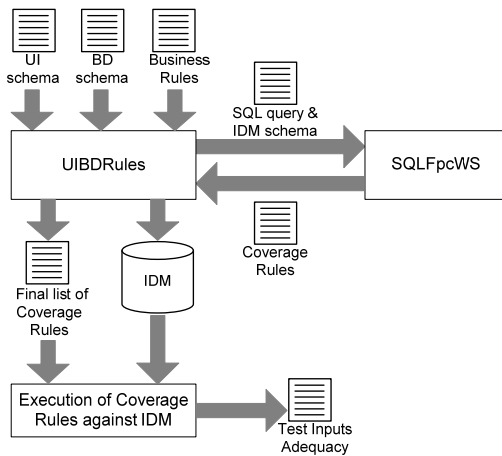 UI
schema
BD
schema
Business
Rules
SQL query &
IDM schema
UIBDRules
SQLFpcWS
Coverage
Rules
Final list of
Coverage
Rules
IDM
Execution of Coverage
Rules against IDM
Test Inputs
Adequacy